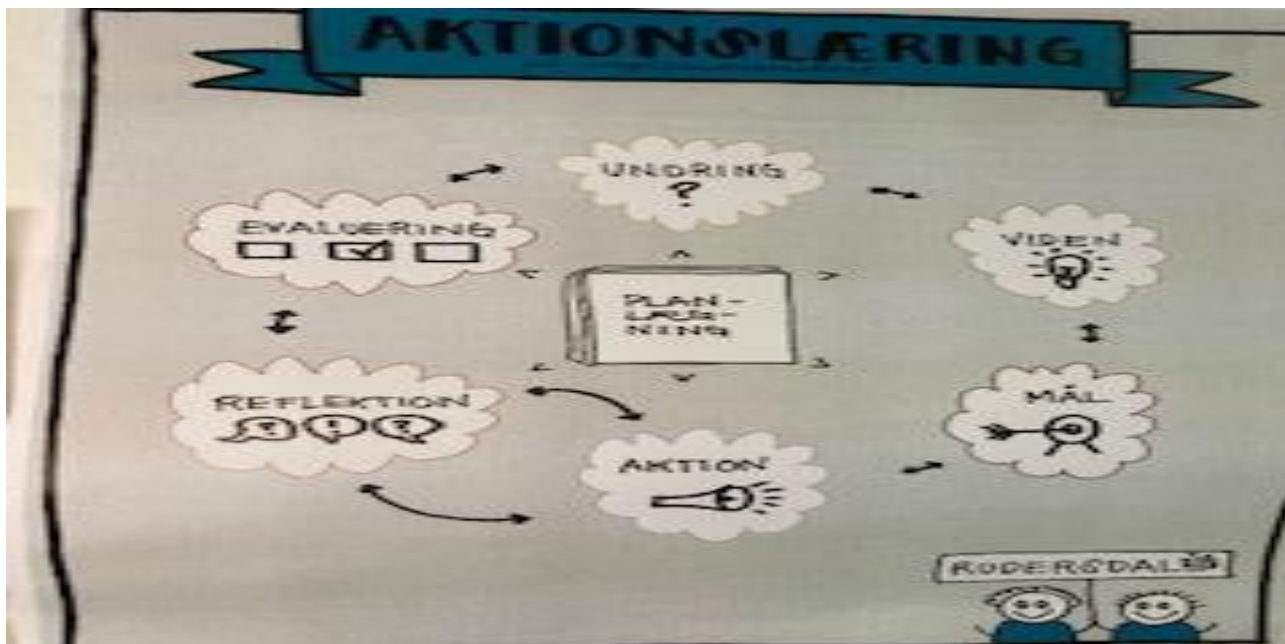 AKTIONSLÆRING
UNDRING
?
EVALUERING
VIDEN
PLAN-
LÆG-
NING
REFLEKTION
? ! ?
MÅL
AKTION
RUDERSDAL